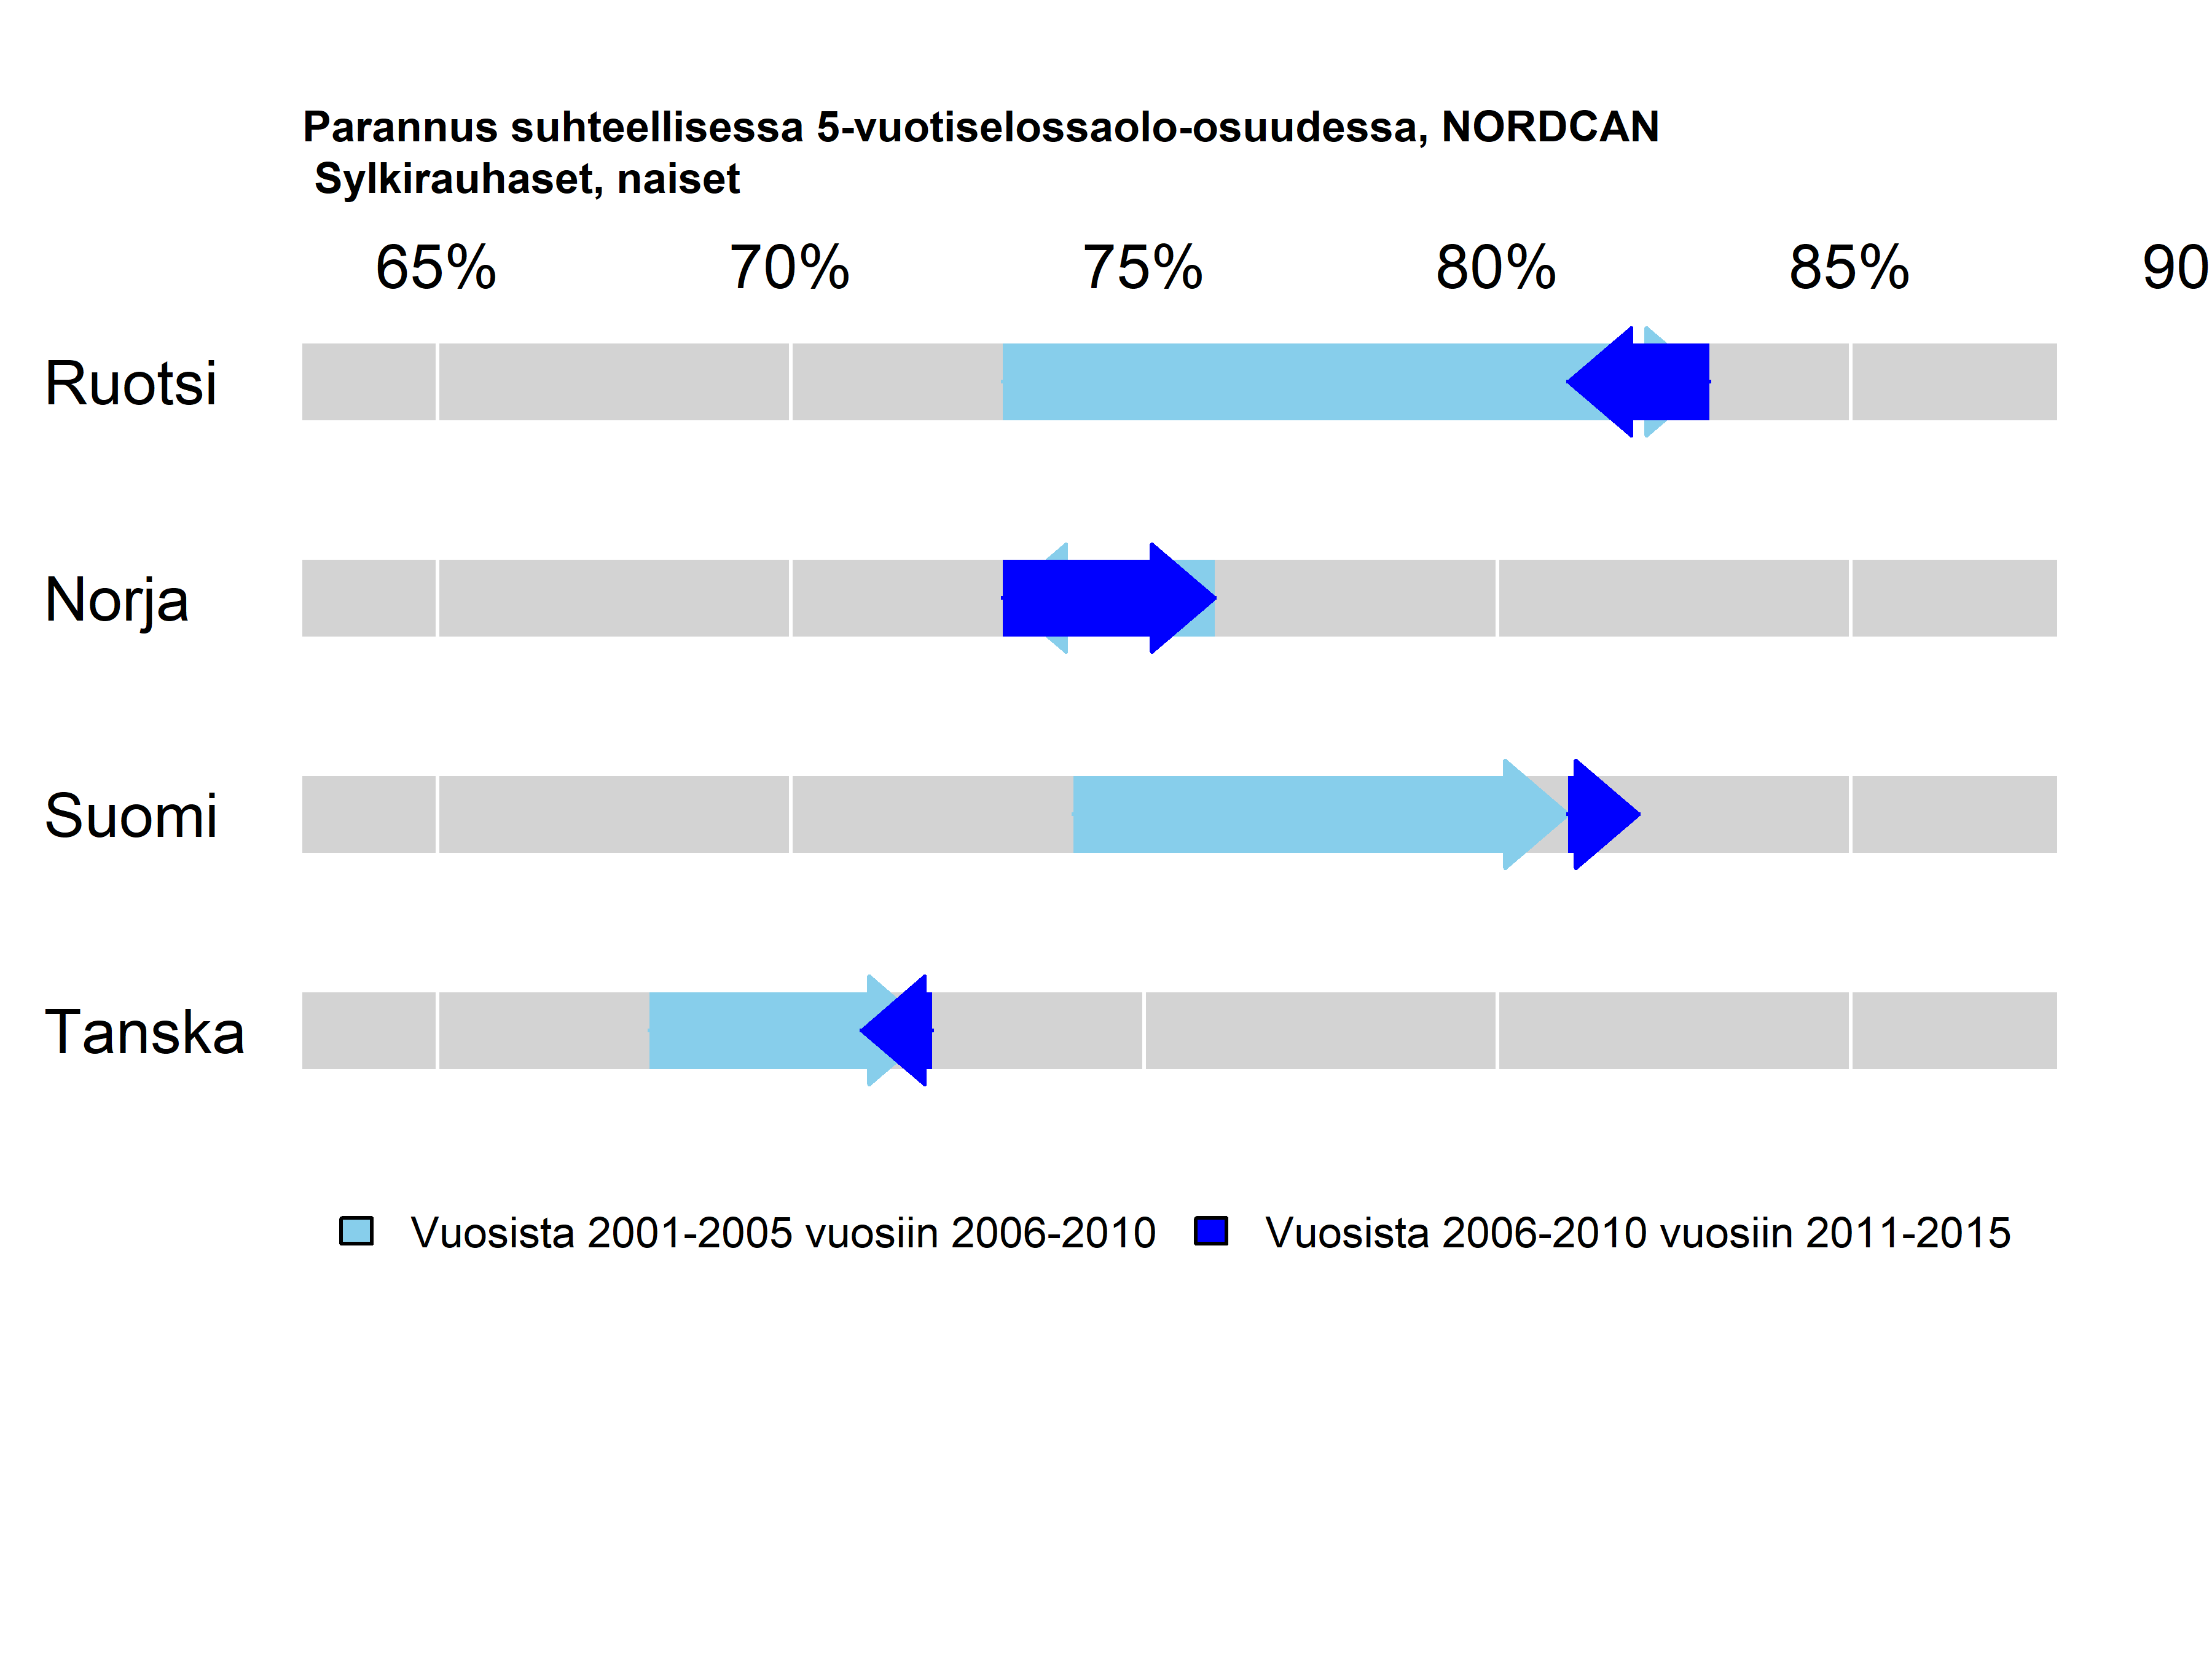 Parannus suhteellisessa 5-vuotiselossaolo-osuudessa, NORDCAN
Sylkirauhaset, naiset
65% 70% 75% 80% 85% 90
Ruotsi
Norja
Suomi
Tanska
Vuosista 2001-2005 vuosiin 2006-2010 Vuosista 2006-2010 vuosiin 2011-2015